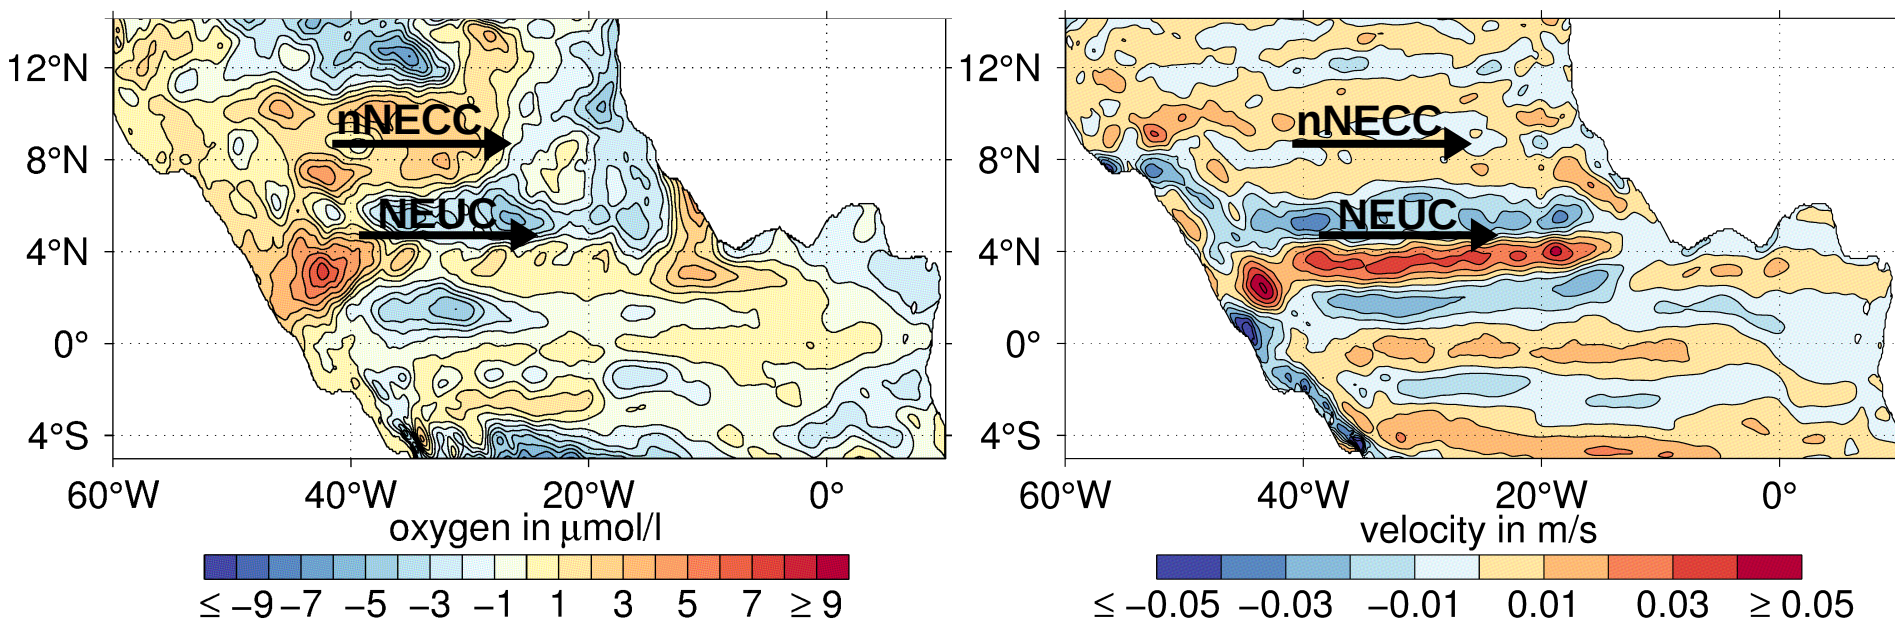 12°N
8°N
4°N
0°
4°S
nNECC
NEUC
60°W 40°W 20°W 0°
oxygen in µmol/l
≤ −9 −7 −5 −3 −1 1 3 5 7 ≥ 9
12°N
8°N
4°N
0°
4°S
nNECC
NEUC
60°W 40°W 20°W 0°
velocity in m/s
≤ −0.05 −0.03 −0.01 0.01 0.03 ≥ 0.05